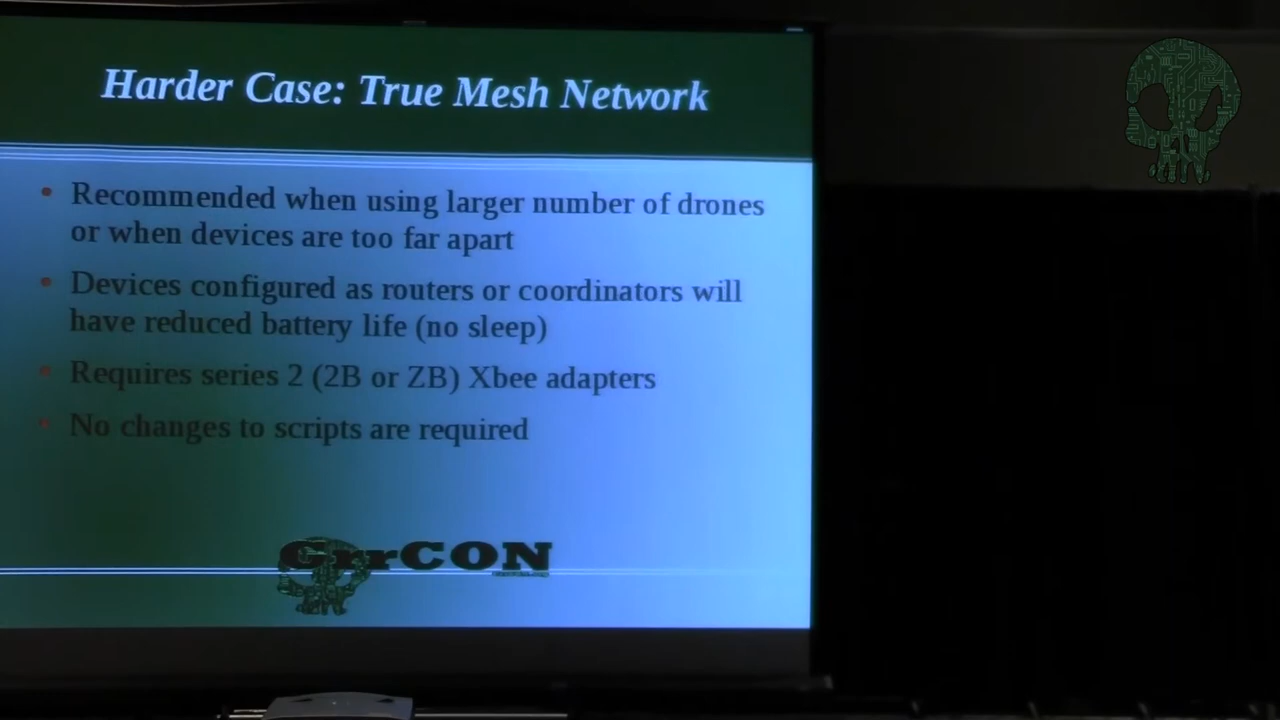 Harder Case: True Mesh Network
• Recommended when using larger number of drones
or when devices are too far apart
• Devices configured as routers or coordinators will
have reduced battery life (no sleep)
• Requires series 2 (2B or ZB) Xbee adapters
• No changes to scripts are required
GrrCON